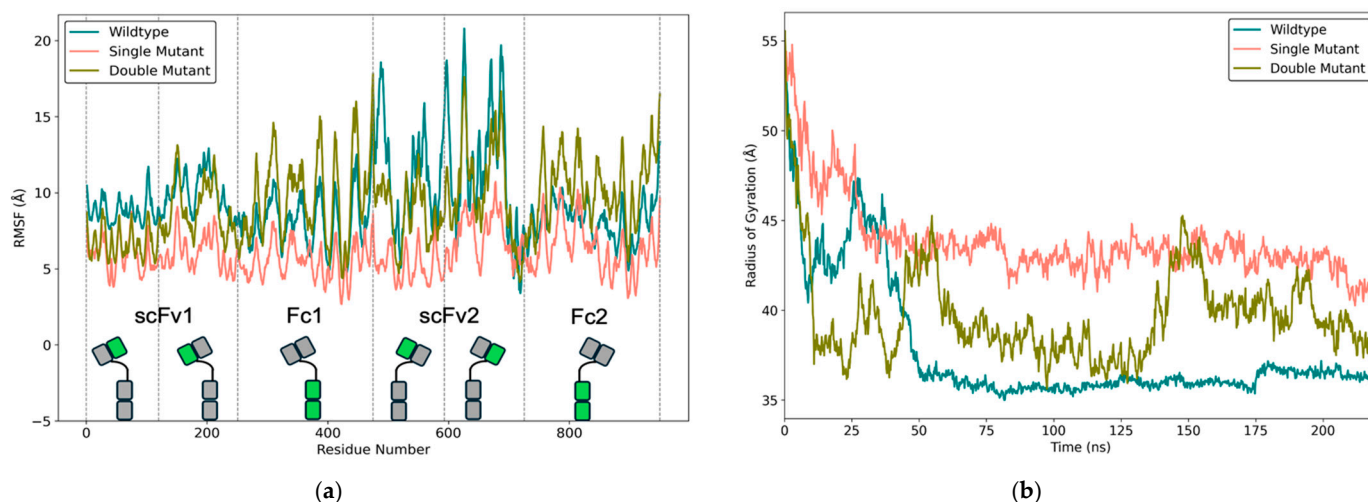 Wildtype
Single Mutant
Double Mutant
RMSF (Å)
20
15
10
5
0
−5
scFv1 Fc1 scFv2 Fc2
0 200 400 600 800
Residue Number
(a)
Wildtype
Single Mutant
Double Mutant
Radius of Gyration (Å)
55
50
45
40
35
0 25 50 75 100 125 150 175 200
Time (ns)
(b)